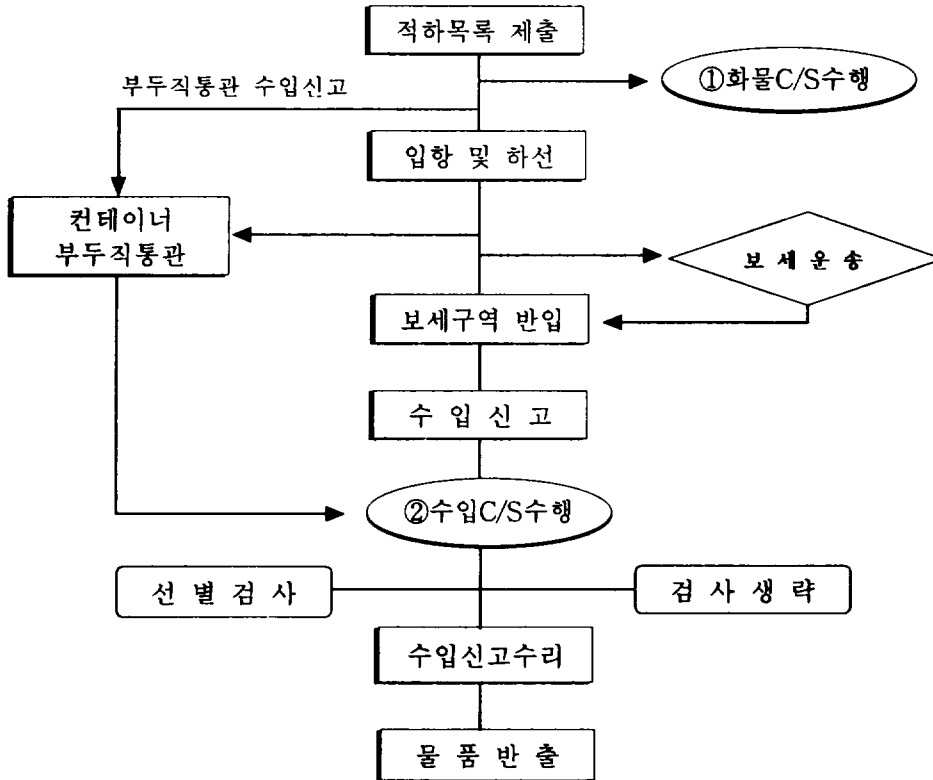 적하목록 제출
①화물C/S수행
부두직통관 수입신고
입항 및 하선
컨테이너
부두직통관
보세운송
보세구역 반입
수입신고
②수입C/S수행
선별검사
검사생략
수입신고수리
물품반출